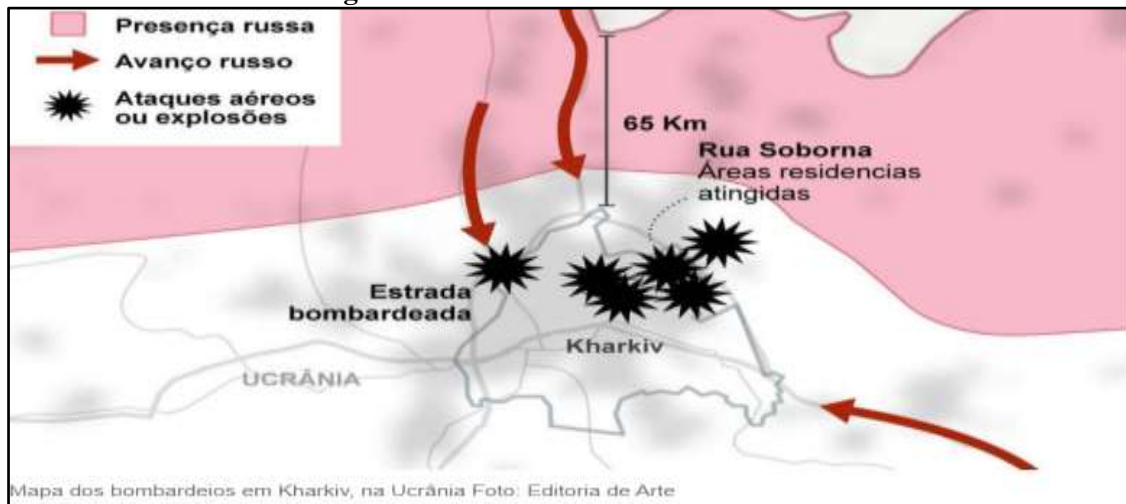 Presença russa
Avanço russo
Ataques aéreos
ou explosões
65 Km
Rua Soborna
Áreas residencias
atingidas
Estrada
bombardeada
Kharkiv
UCRÂNIA
Mapa dos bombardeios em Kharkiv, na Ucrânia Foto: Editoria de Arte